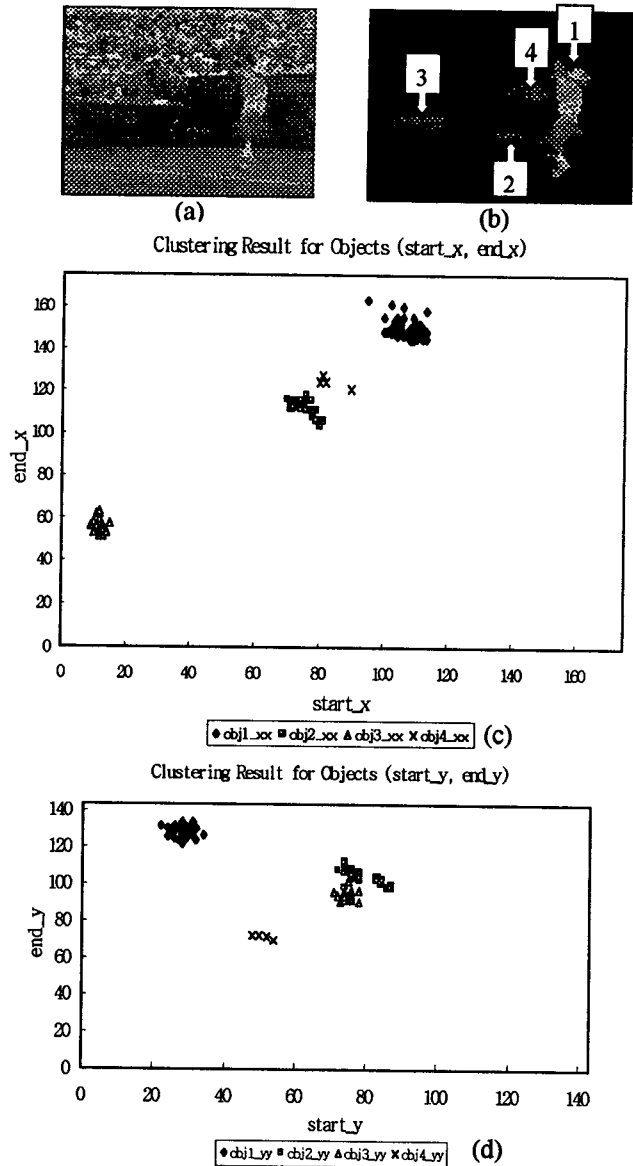 1
4
3
2
(a)
(b)
Clustering Result for Objects (start_x, end_x)
160
140
120
100
80
60
40
20
0
end_x
0 20 40 60 80 100 120 140 160
start_x
obj1_xx obj2_xx obj3_xx obj4_xx
(c)
Clustering Result for Objects (start_y, end_y)
140
120
100
80
60
40
20
0
end_y
0 20 40 60 80 100 120 140
start_y
obj1_yy obj2_yy obj3_yy obj4_yy
(d)